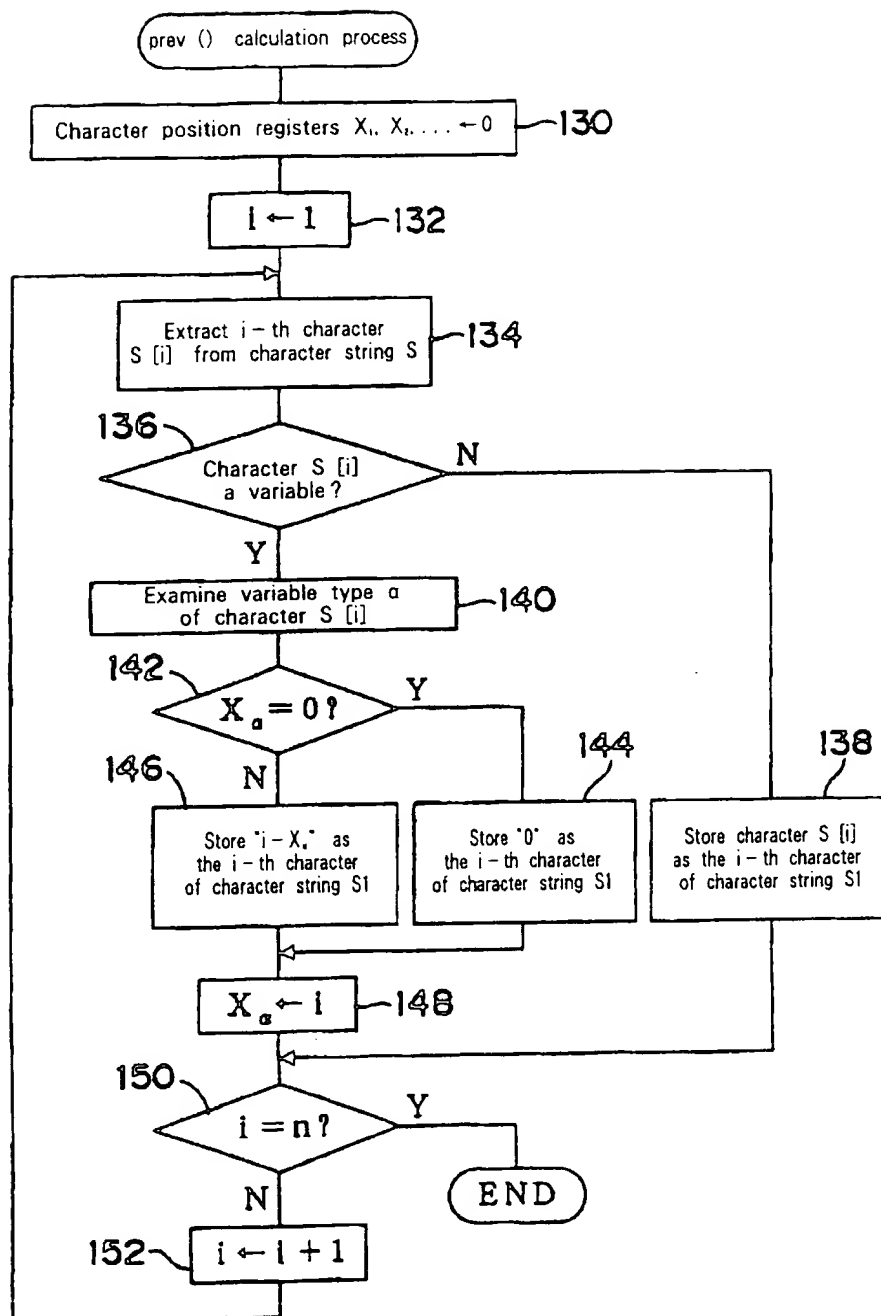 prev () calculation process
Character position registers X₁, X₂, . . . ← 0
130
i ← 1
132
Extract i - th character
S [i] from character string S
134
136
Character S [i]
a variable ?
N
Y
Examine variable type α
of character S [i]
140
142
X α = 0 ?
Y
N
146
144
138
Store "i - Xα" as
the i - th character
of character string S1
Store "0" as
the i - th character
of character string S1
Store character S [i]
as the i - th character
of character string S1
X α ← i
148
150
i = n ?
Y
N
END
152
i ← i + 1